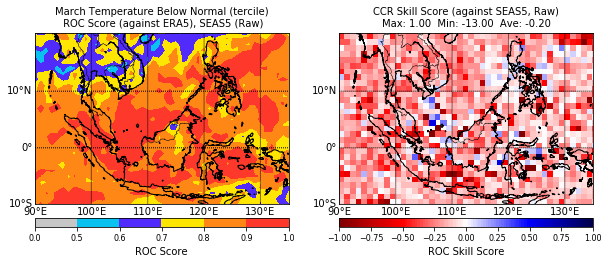 March Temperature Below Normal (tercile)
ROC Score (against ERA5), SEAS5 (Raw)
10°N
0°
10°S
90°E 100°E 110°E 120°E 130°E
0.0 0.5 0.6 0.7 0.8 0.9 1.0
ROC Score
CCR Skill Score (against SEAS5, Raw)
Max: 1.00 Min: -13.00 Ave: -0.20
10°N
0°
10°S
90°E 100°E 110°E 120°E 130°E
−1.00 −0.75 −0.50 −0.25 0.00 0.25 0.50 0.75 1.00
ROC Skill Score